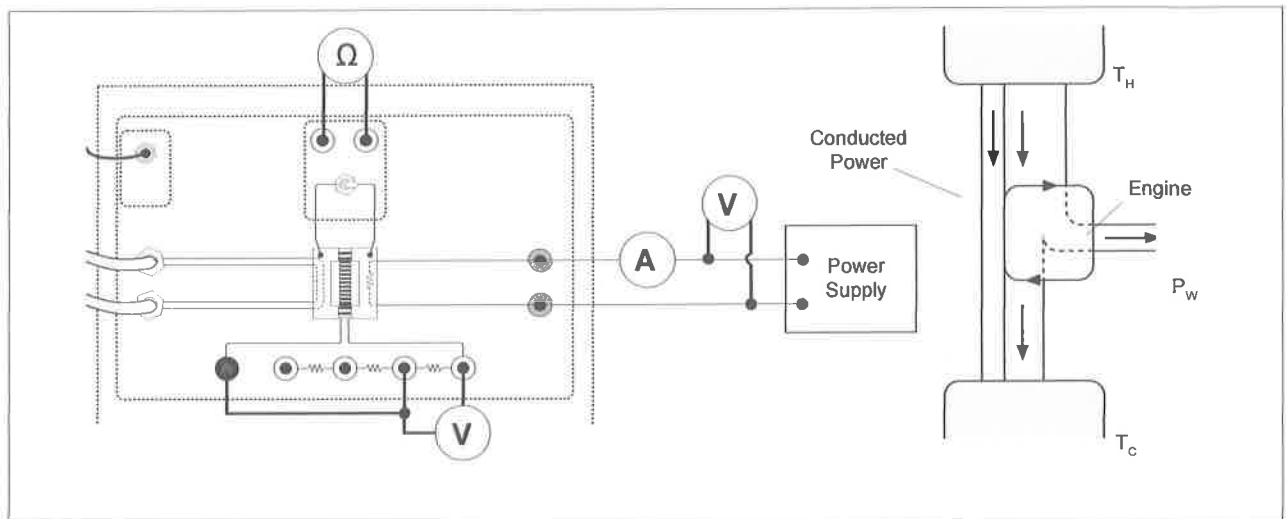 Ω
T_H
Conducted
Power
Engine
V
A
Power
Supply
P_W
V
T_C